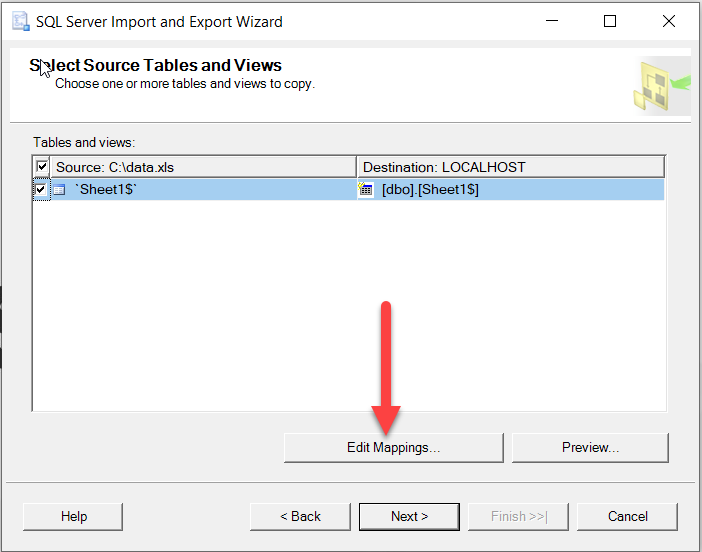 SQL Server Import and Export Wizard
Select Source Tables and Views
Choose one or more tables and views to copy.
Tables and views:
Source: C:\data.xls Destination: LOCALHOST
`Sheet1$` [dbo].[Sheet1$]
Edit Mappings... Preview...
Help < Back Next > Finish >>| Cancel